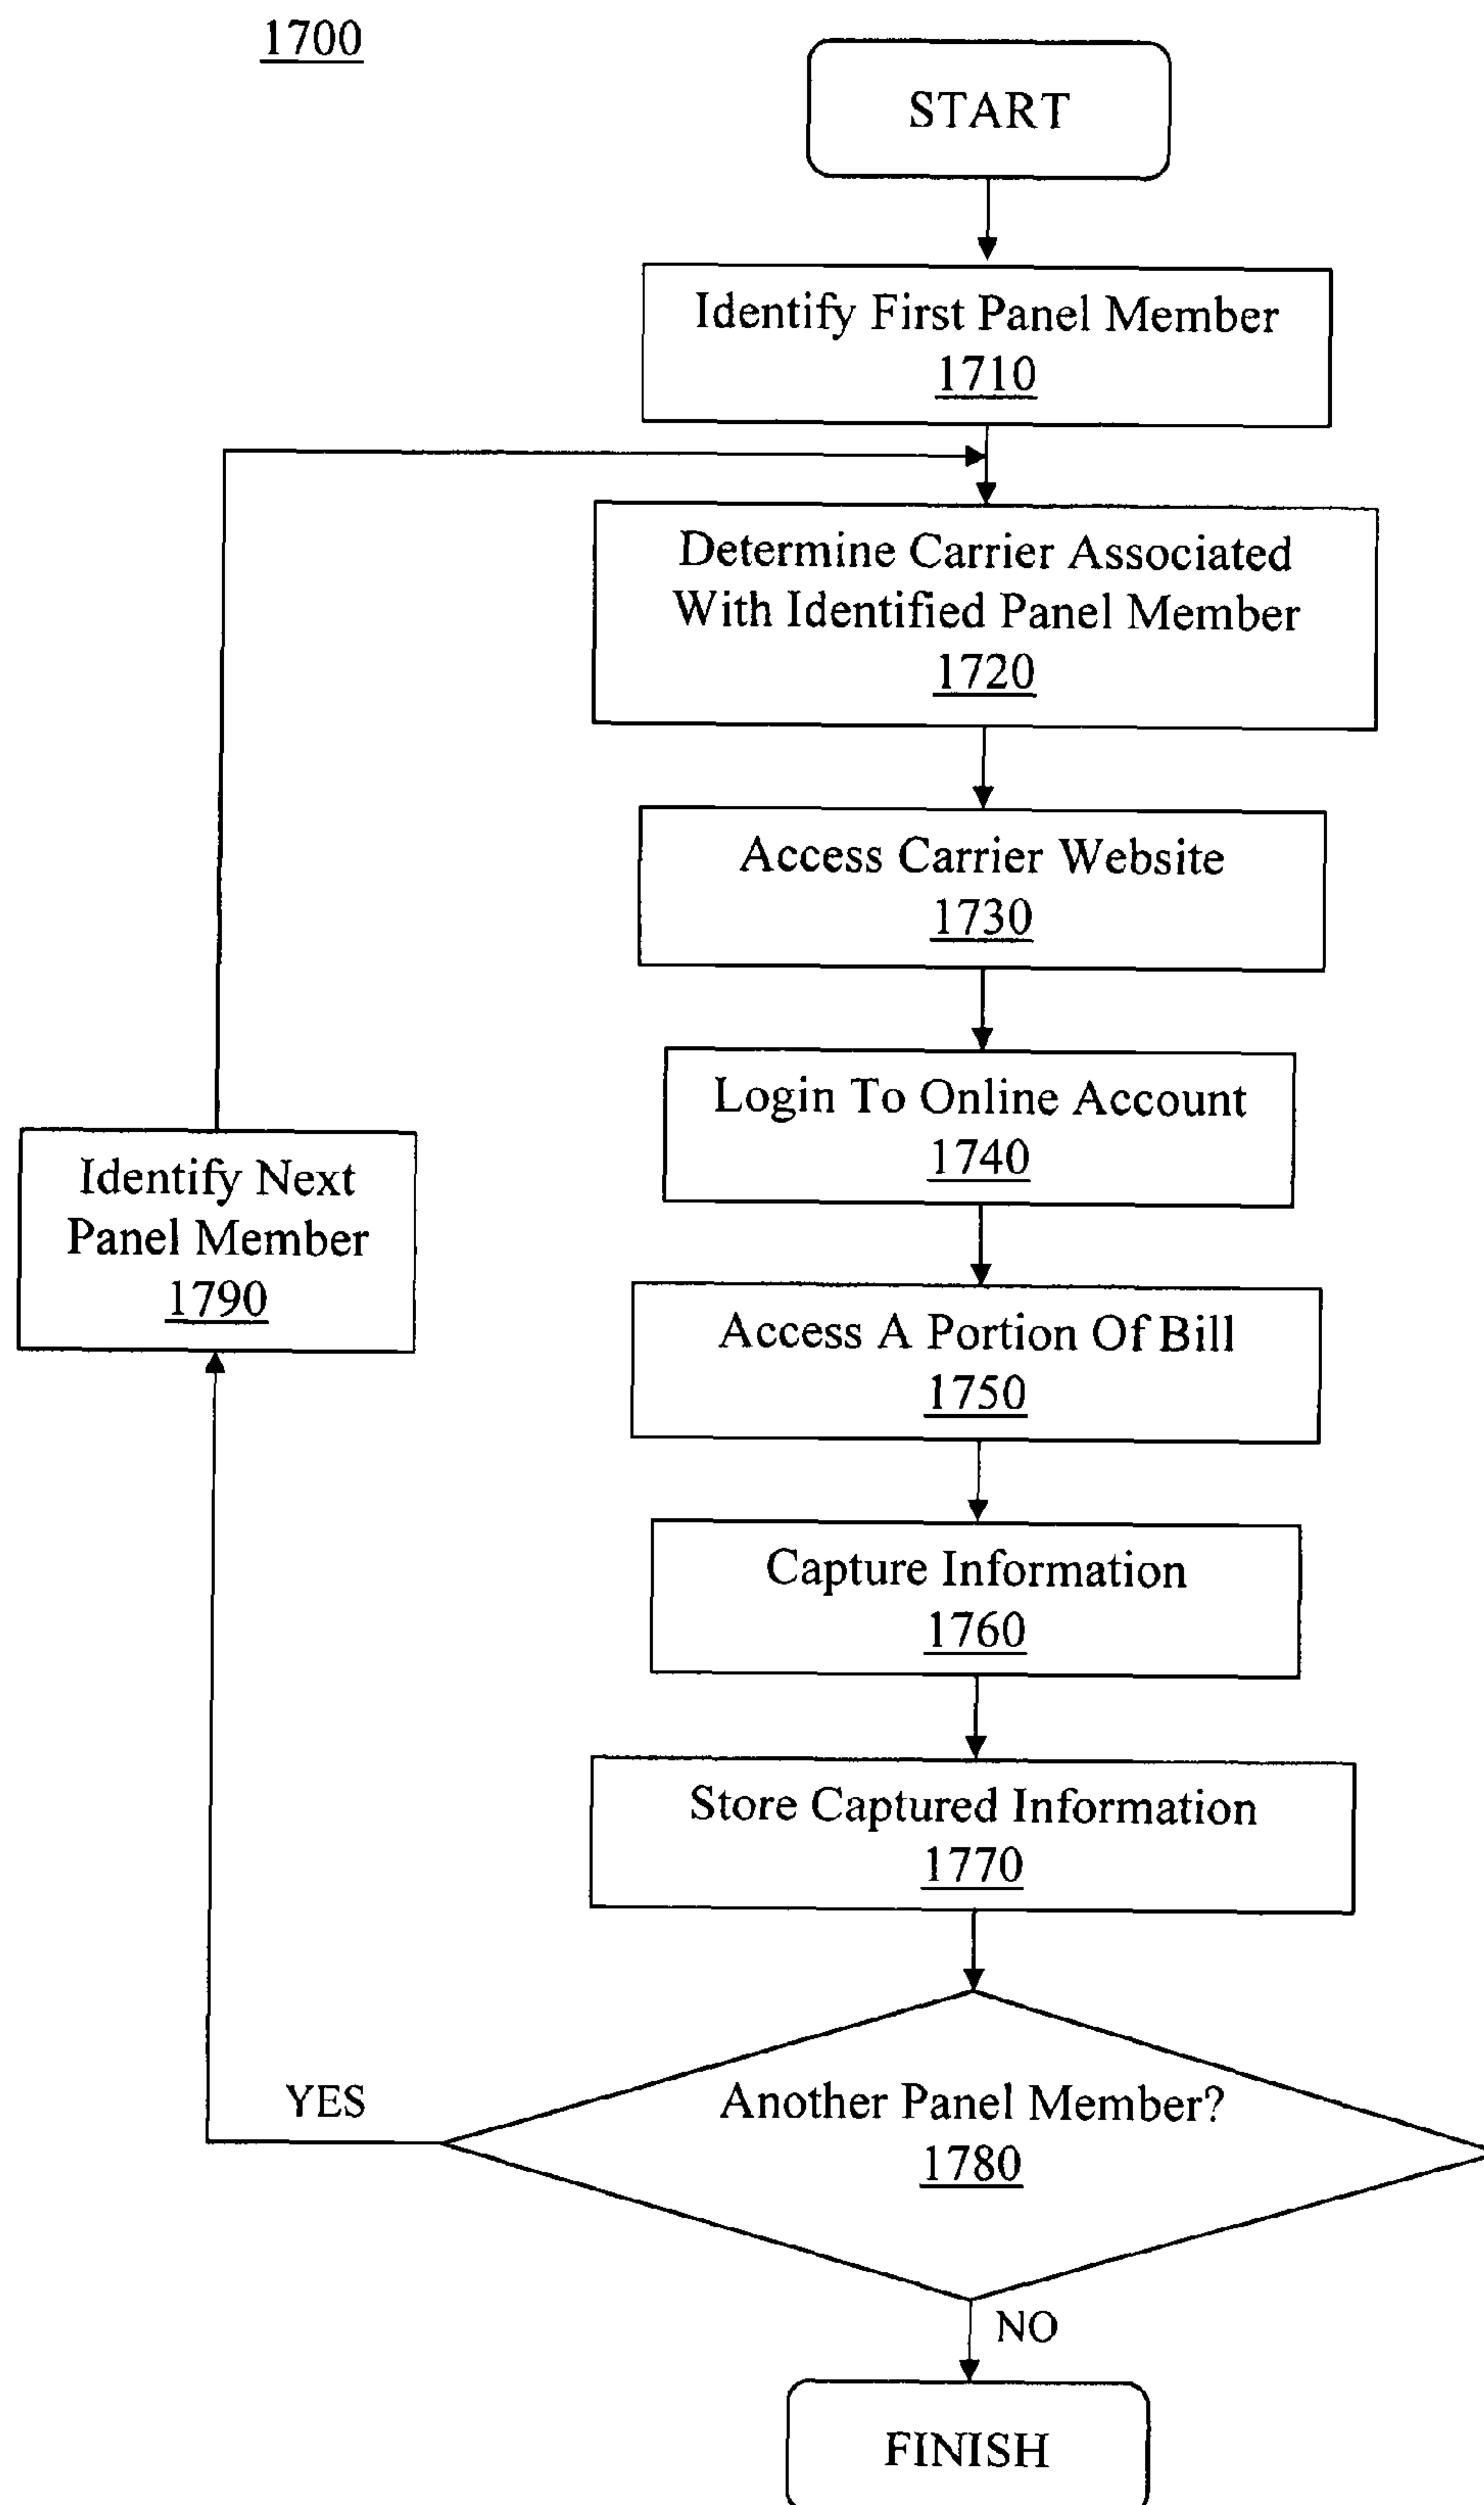 1700
START
Identify First Panel Member
1710
Determine Carrier Associated
With Identified Panel Member
1720
Access Carrier Website
1730
Login To Online Account
1740
Identify Next
Panel Member
1790
Access A Portion Of Bill
1750
Capture Information
1760
Store Captured Information
1770
YES
Another Panel Member?
1780
NO
FINISH